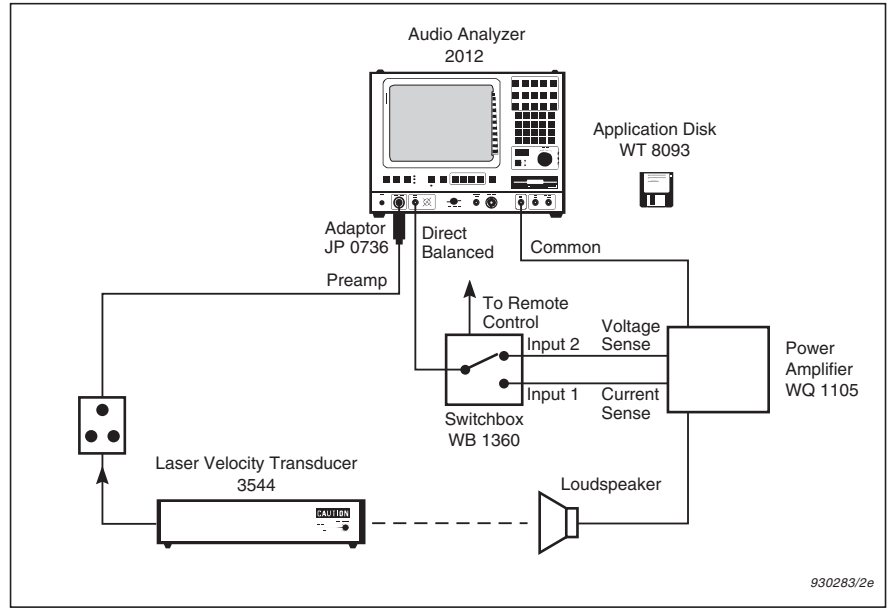 Audio Analyzer
2012
Application Disk
WT 8093
Adaptor
JP 0736
Direct
Balanced
Common
Preamp
To Remote
Control
Input 2
Voltage
Sense
Input 1
Current
Sense
Power
Amplifier
WQ 1105
Switchbox
WB 1360
Laser Velocity Transducer
3544
CAUTION
Loudspeaker
930283/2e